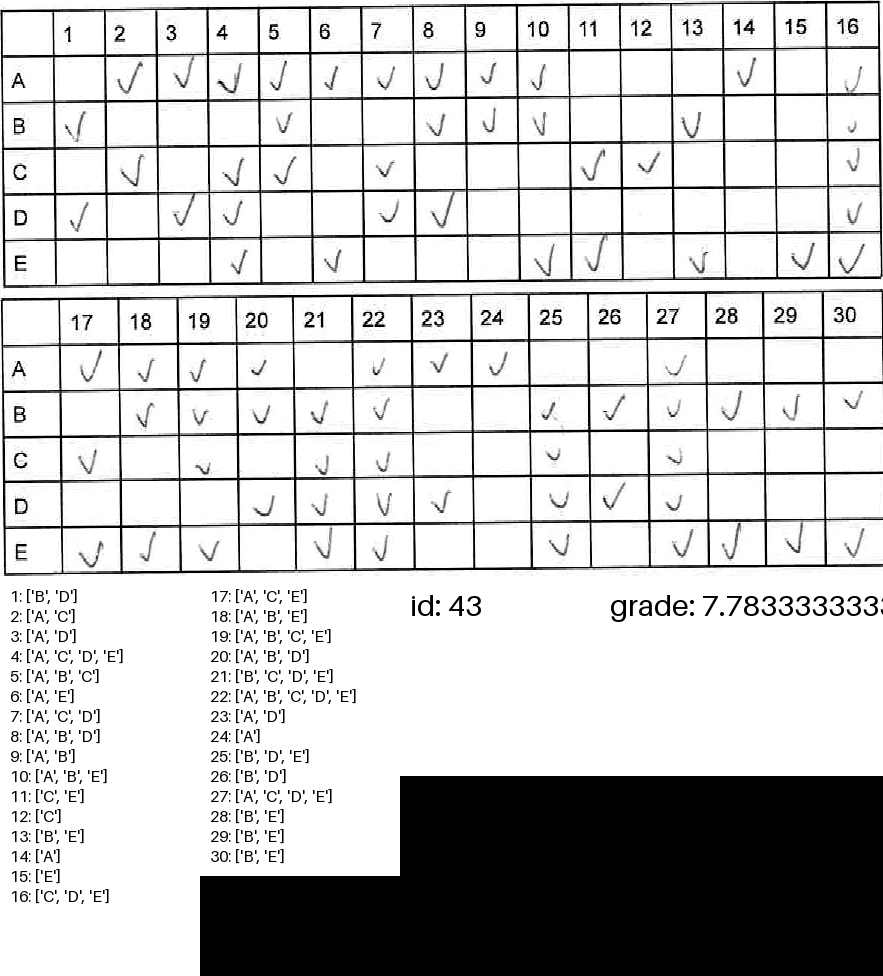 1 2 3 4 5 6 7 8 9 10 11 12 13 14 15 16
A ✓ ✓ ✓ ✓ ✓ ✓ ✓ ✓ ✓ ✓ ✓
B ✓ ✓ ✓ ✓ ✓ ✓ ✓
C ✓ ✓ ✓ ✓ ✓ ✓ ✓
D ✓ ✓ ✓ ✓ ✓ ✓
E ✓ ✓ ✓ ✓ ✓ ✓ ✓
17 18 19 20 21 22 23 24 25 26 27 28 29 30
A ✓ ✓ ✓ ✓ ✓ ✓ ✓ ✓
B ✓ ✓ ✓ ✓ ✓ ✓ ✓ ✓ ✓ ✓ ✓
C ✓ ✓ ✓ ✓ ✓ ✓
D ✓ ✓ ✓ ✓ ✓ ✓ ✓
E ✓ ✓ ✓ ✓ ✓ ✓ ✓ ✓ ✓ ✓
1: ['B', 'D']
2: ['A', 'C']
3: ['A', 'D']
4: ['A', 'C', 'D', 'E']
5: ['A', 'B', 'C']
6: ['A', 'E']
7: ['A', 'C', 'D']
8: ['A', 'B', 'D']
9: ['A', 'B']
10: ['A', 'B', 'E']
11: ['C', 'E']
12: ['C']
13: ['B', 'E']
14: ['A']
15: ['E']
16: ['C', 'D', 'E']
17: ['A', 'C', 'E']
18: ['A', 'B', 'E']
19: ['A', 'B', 'C', 'E']
20: ['A', 'B', 'D']
21: ['B', 'C', 'D', 'E']
22: ['A', 'B', 'C', 'D', 'E']
23: ['A', 'D']
24: ['A']
25: ['B', 'D', 'E']
26: ['B', 'D']
27: ['A', 'C', 'D', 'E']
28: ['B', 'E']
29: ['B', 'E']
30: ['B', 'E']
id: 43
grade: 7.7833333333